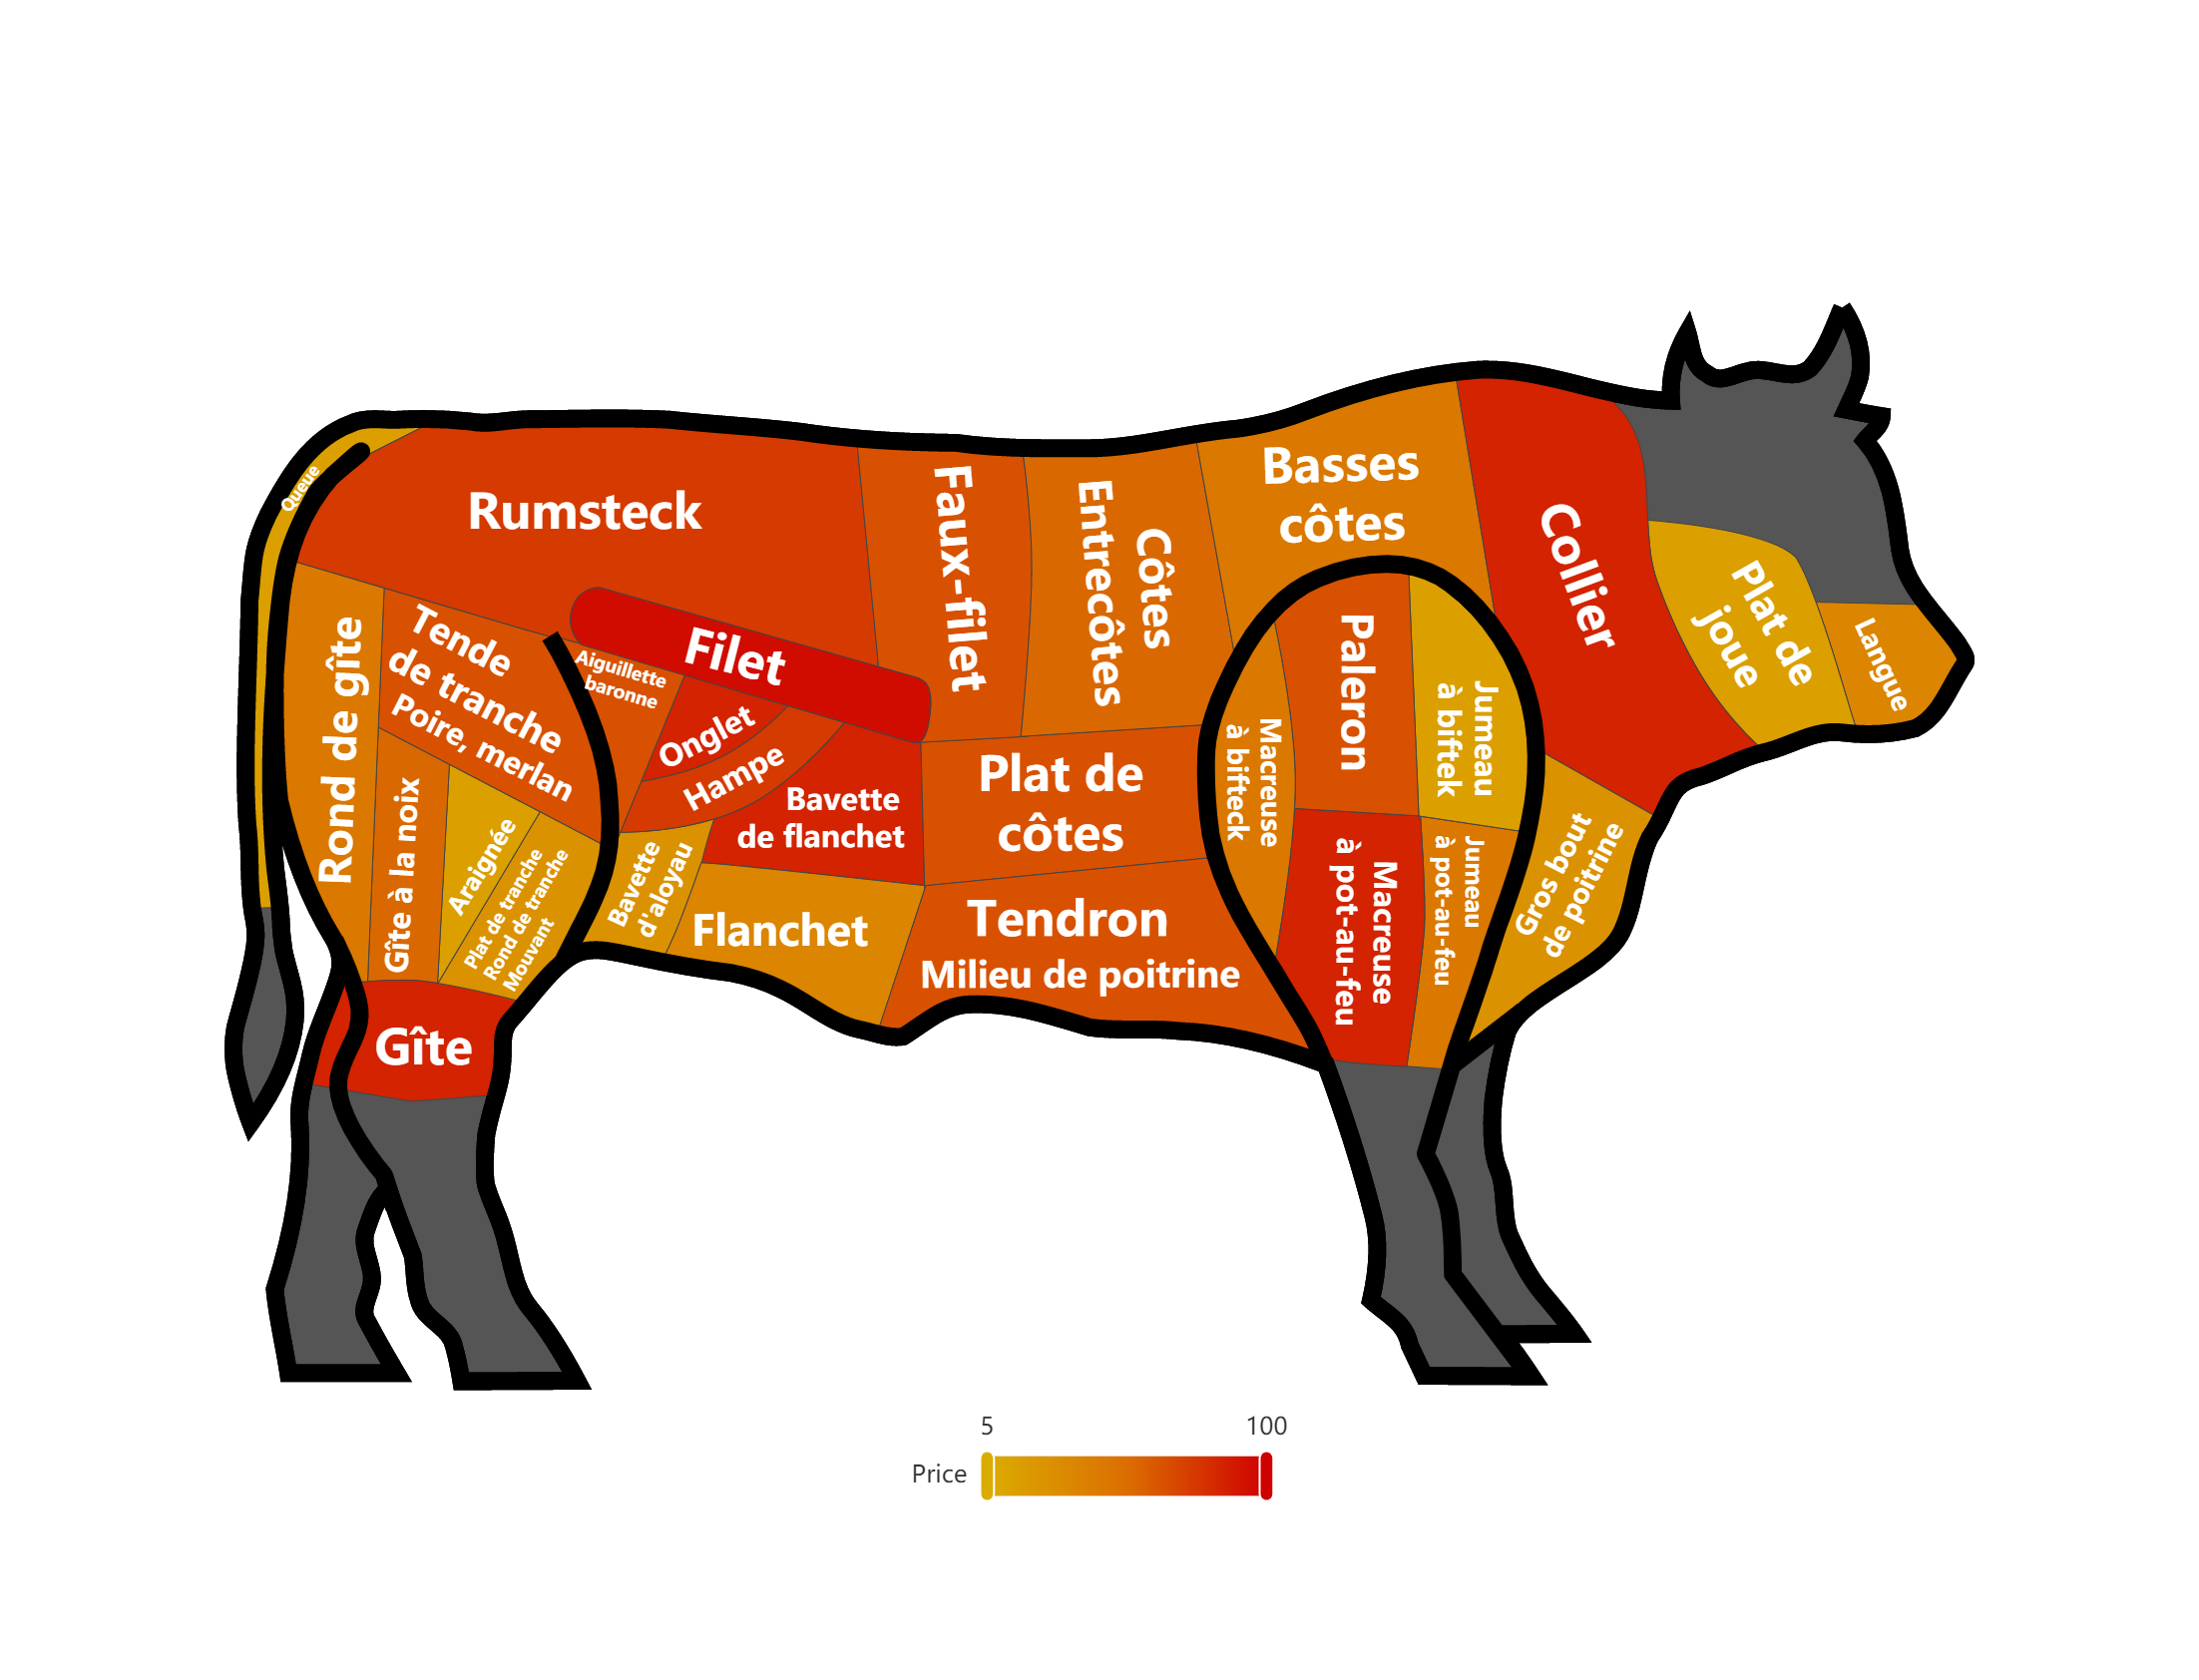 Queue
Rumsteck
Faux-filet
Côtes
Entrecôtes
Basses
côtes
Collier
Plat de
joue
Langue
Rond de gîte
Tende
de tranche
Poire, merlan
Aiguillette
baronne
Filet
Onglet
Hampe
Bavette
de flanchet
Plat de
côtes
Macreuse
à bifteck
Paleron
Jumeau
à biftek
Gîte à la noix
Araignée
Plat de tranche
Rond de tranche
Mouvant
Bavette
d'aloyau
Flanchet
Tendron
Milieu de poitrine
Macreuse
à pot-au-feu
Jumeau
à pot-au-feu
Gros bout
de poitrine
Gîte
5
100
Price